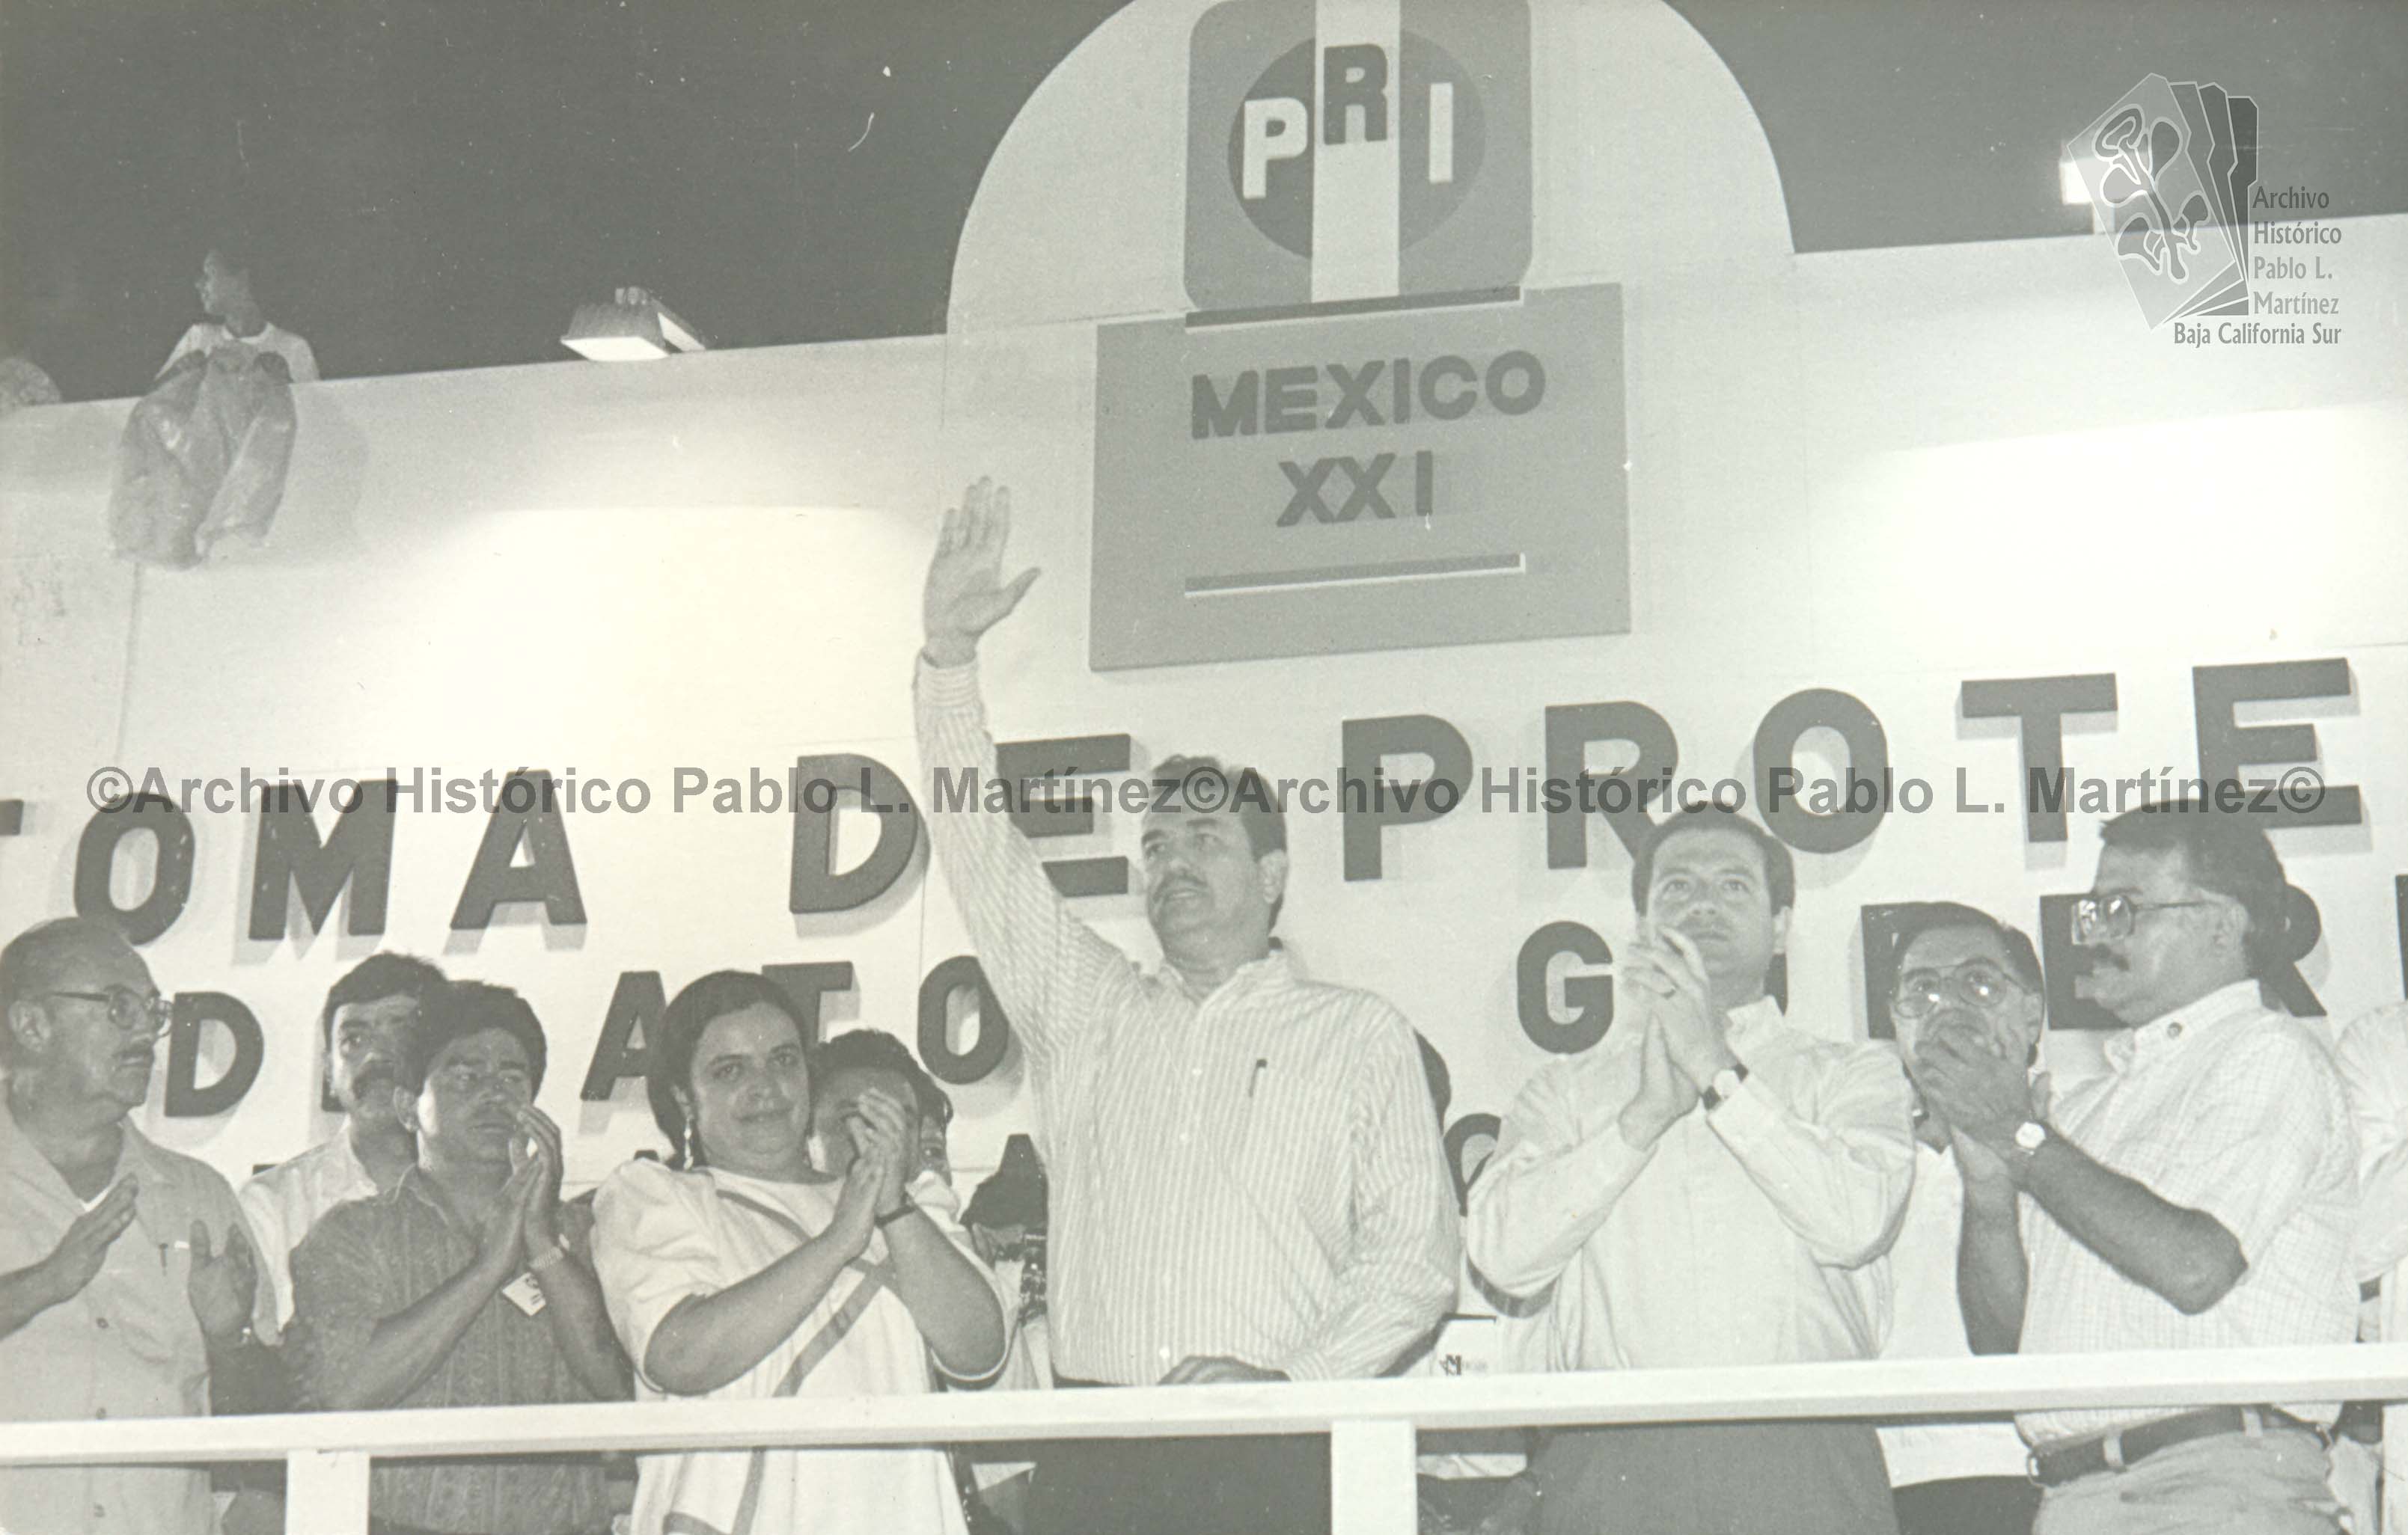 PRI
MEXICO
XXI
Archivo
Histórico
Pablo L.
Martínez
Baja California Sur
TOMA DE PROTE
©Archivo Histórico Pablo L. Martínez©Archivo Histórico Pablo L. Martínez©